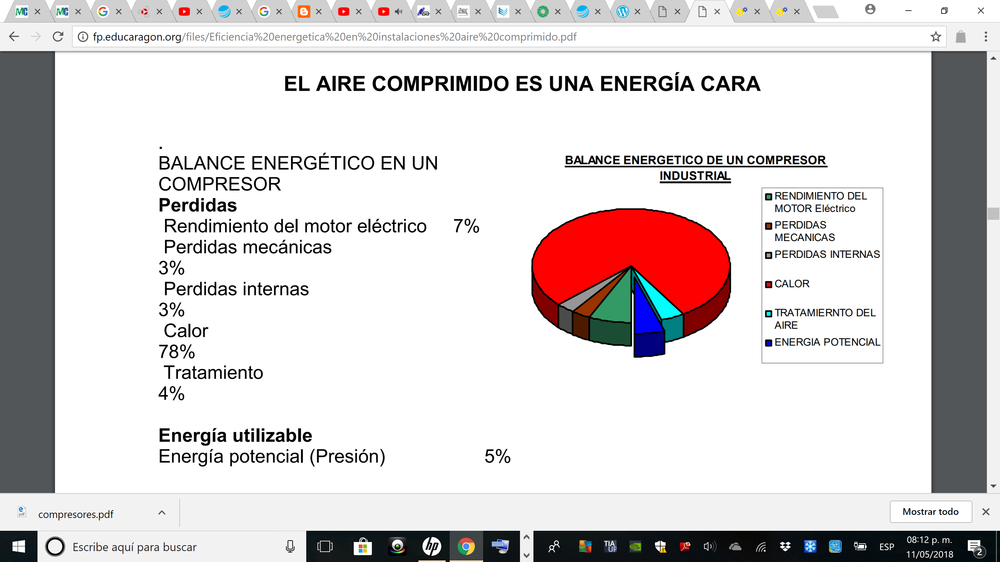 fp.educaragon.org/files/Eficiencia%20energetica%20en%20instalaciones%20aire%20comprimido.pdf
EL AIRE COMPRIMIDO ES UNA ENERGÍA CARA
.
BALANCE ENERGÉTICO EN UN
COMPRESOR
Perdidas
Rendimiento del motor eléctrico 7%
Perdidas mecánicas
3%
Perdidas internas
3%
Calor
78%
Tratamiento
4%
Energía utilizable
Energía potencial (Presión) 5%
BALANCE ENERGETICO DE UN COMPRESOR
INDUSTRIAL
RENDIMIENTO DEL
MOTOR Eléctrico
PERDIDAS
MECANICAS
PERDIDAS INTERNAS
CALOR
TRATAMIERNTO DEL
AIRE
ENERGIA POTENCIAL
compresores.pdf
Mostrar todo
Escribe aquí para buscar
hp
TIA
UP
ESP
08:12 p. m.
11/05/2018
2